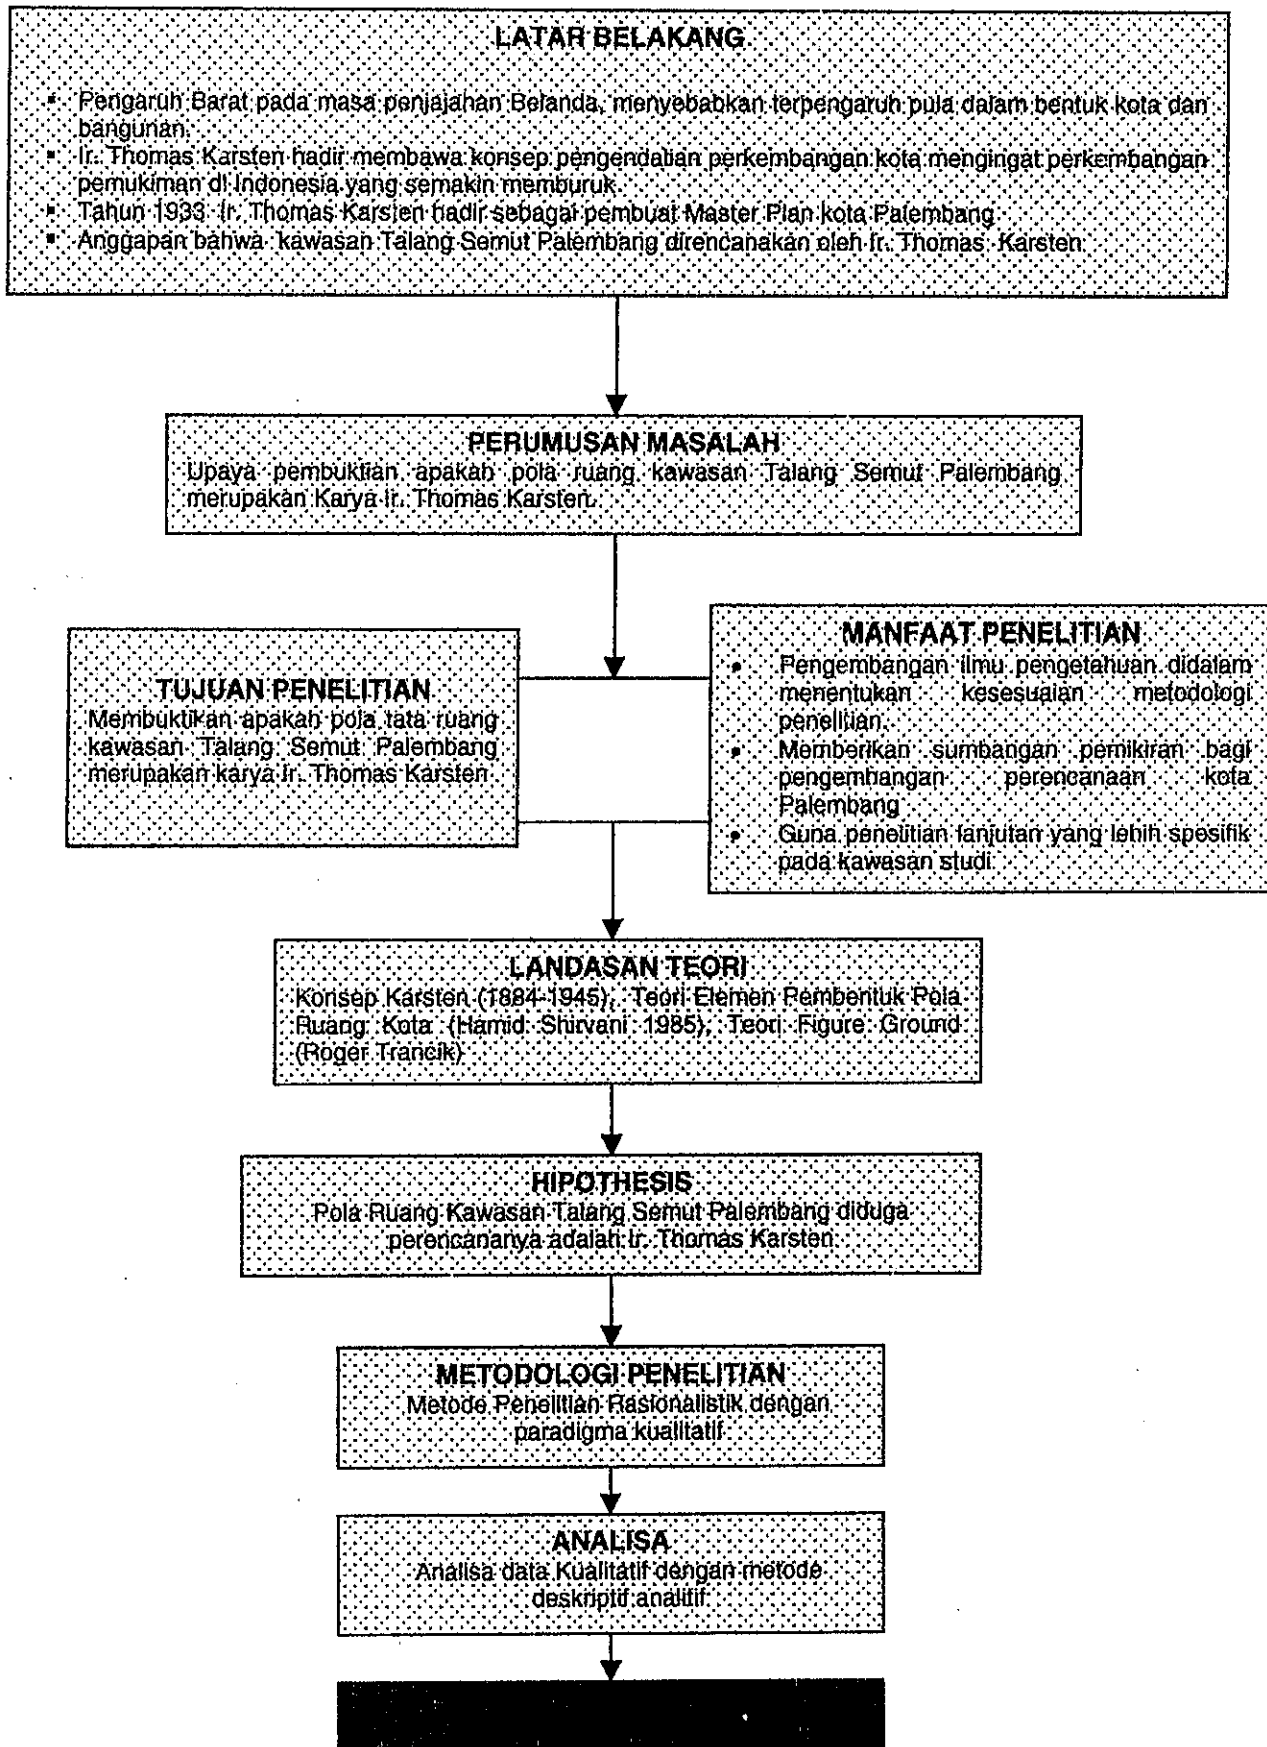 LATAR BELAKANG
▪ Pengaruh Barat pada masa penjajahan Belanda, menyebabkan terpengaruh pula dalam bentuk kota dan
bangunan.
▪ Ir. Thomas Karsten hadir membawa konsep pengendalian perkembangan kota mengingat perkembangan
pemukiman di Indonesia yang semakin memburuk
▪ Tahun 1933 Ir. Thomas Karsten hadir sebagai pembuat Master Plan kota Palembang
▪ Anggapan bahwa kawasan Talang Semut Palembang direncanakan oleh Ir. Thomas Karsten
PERUMUSAN MASALAH
Upaya pembuktian apakah pola ruang kawasan Talang Semut Palembang
merupakan Karya Ir. Thomas Karsten.
TUJUAN PENELITIAN
Membuktikan apakah pola tata ruang
kawasan Talang Semut Palembang
merupakan karya Ir. Thomas Karsten
MANFAAT PENELITIAN
• Pengembangan ilmu pengetahuan didalam
menentukan kesesuaian metodologi
penelitian.
• Memberikan sumbangan pemikiran bagi
pengembangan perencanaan kota
Palembang
• Guna penelitian lanjutan yang lebih spesifik
pada kawasan studi
LANDASAN TEORI
Konsep Karsten (1884-1945), Teori Elemen Pembentuk Pola
Ruang Kota (Hamid Shirvani 1985), Teori Figure Ground
(Roger Trancik)
HIPOTHESIS
Pola Ruang Kawasan Talang Semut Palembang diduga
perencananya adalah Ir. Thomas Karsten
METODOLOGI PENELITIAN
Metode Penelitian Rasionalistik dengan
paradigma kualitatif
ANALISA
Analisa data Kualitatif dengan metode
deskriptif analitif